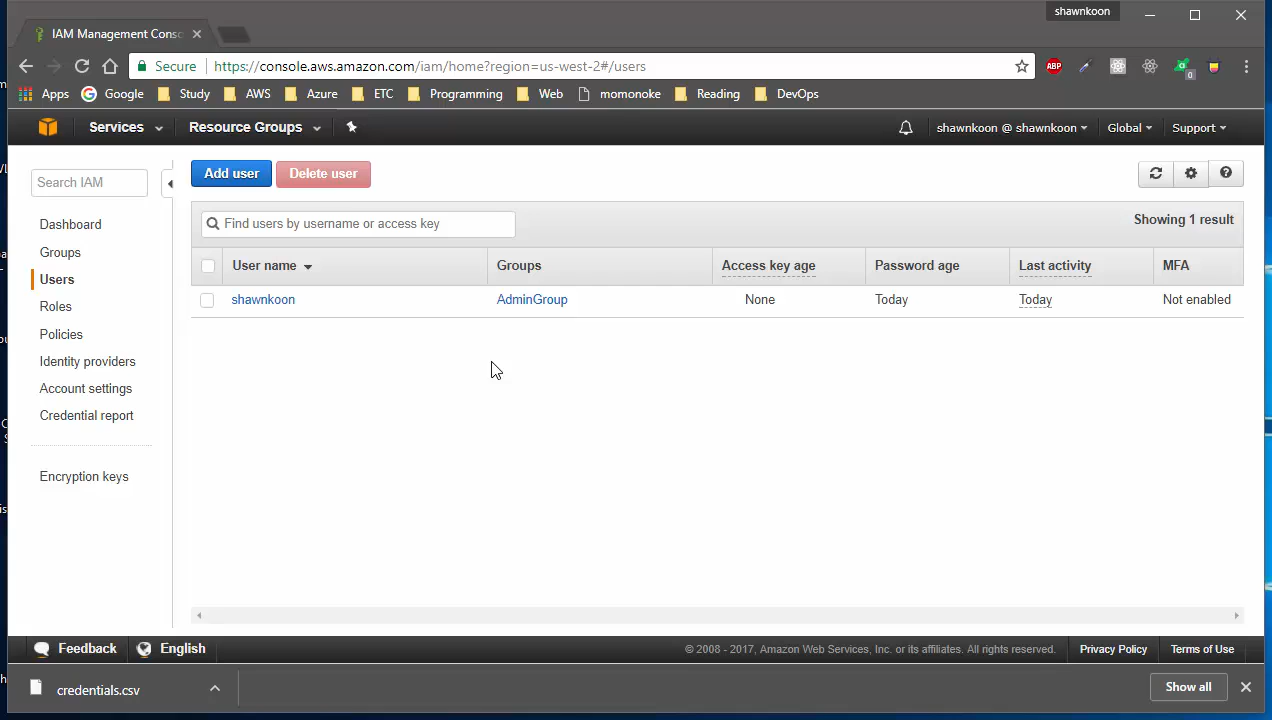 shawnkoon
IAM Management Conso
Secure
https://console.aws.amazon.com/iam/home?region=us-west-2#/users
ABP
0
Apps
Google
Study
AWS
Azure
ETC
Programming
Web
momonoke
Reading
DevOps
Services
Resource Groups
shawnkoon @ shawnkoon
Global
Support
Search IAM
Dashboard
Groups
Users
Roles
Policies
Identity providers
Account settings
Credential report
Encryption keys
Add user
Delete user
Find users by username or access key
Showing 1 result
User name
Groups
Access key age
Password age
Last activity
MFA
shawnkoon
AdminGroup
None
Today
Today
Not enabled
Feedback
English
© 2008 - 2017, Amazon Web Services, Inc. or its affiliates. All rights reserved.
Privacy Policy
Terms of Use
credentials.csv
Show all